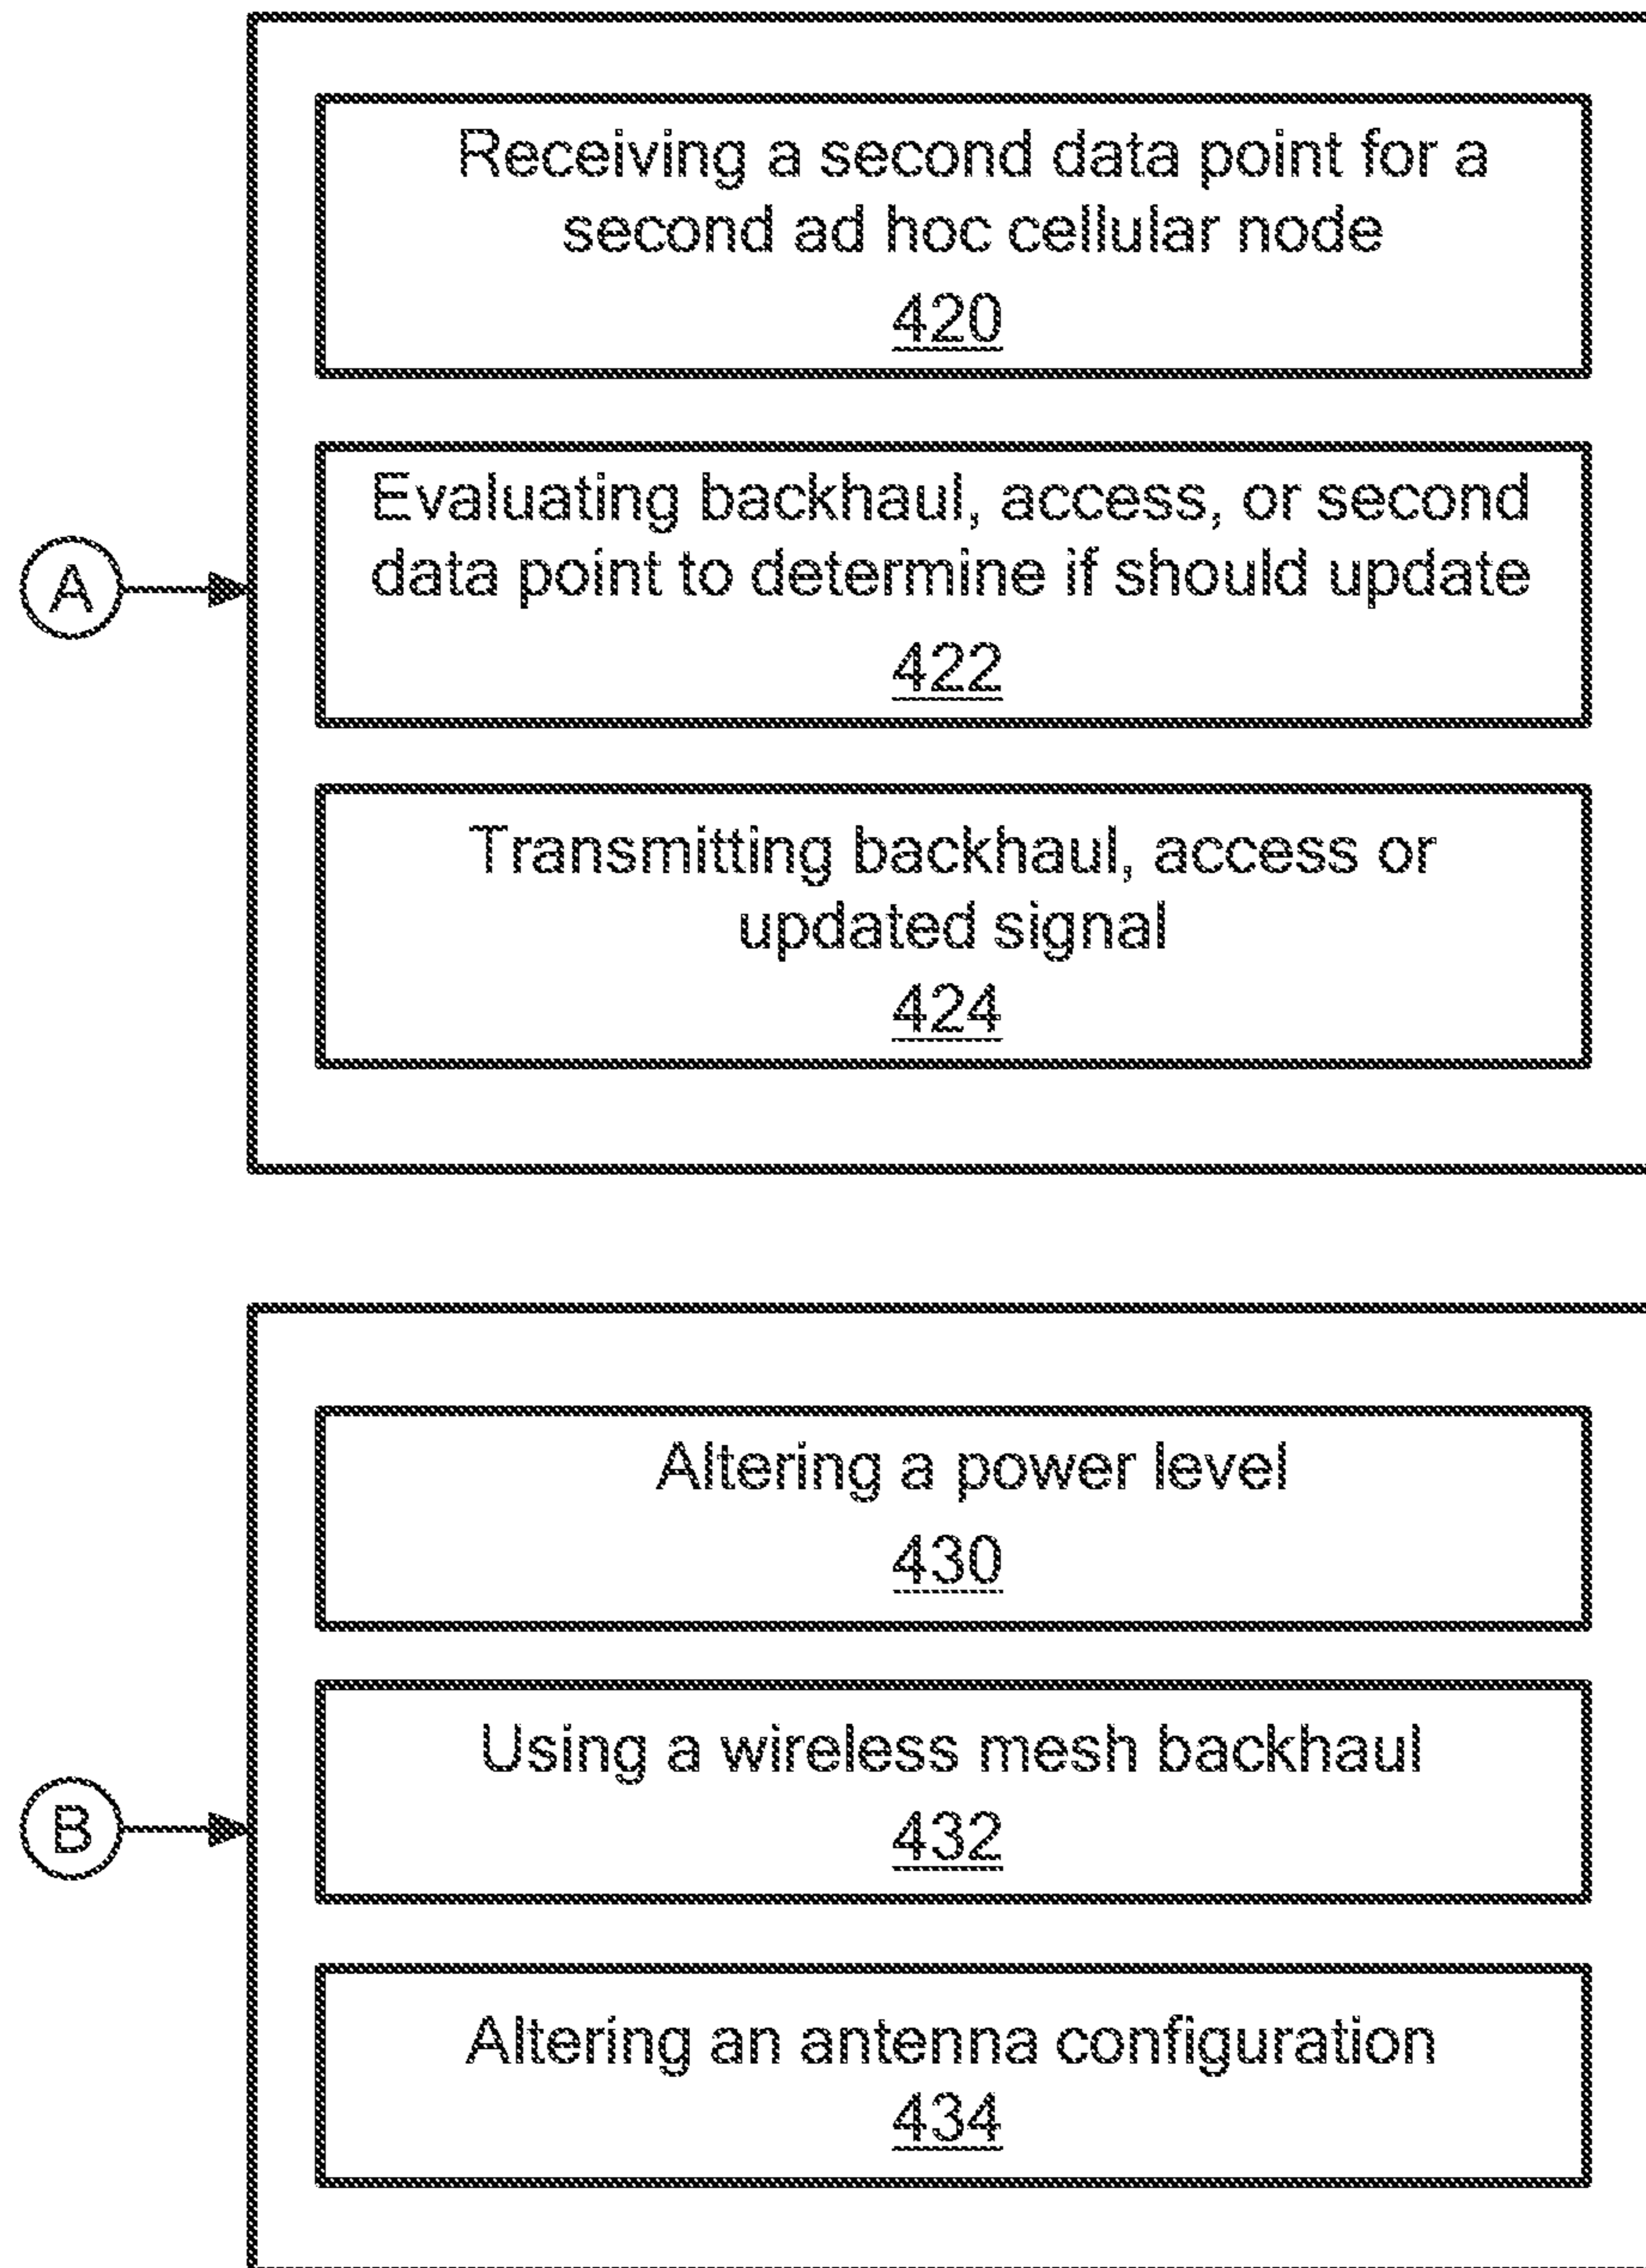 Receiving a second data point for a
second ad hoc cellular node
420
A
Evaluating backhaul, access, or second
data point to determine if should update
422
Transmitting backhaul, access or
updated signal
424
Altering a power level
430
B
Using a wireless mesh backhaul
432
Altering an antenna configuration
434